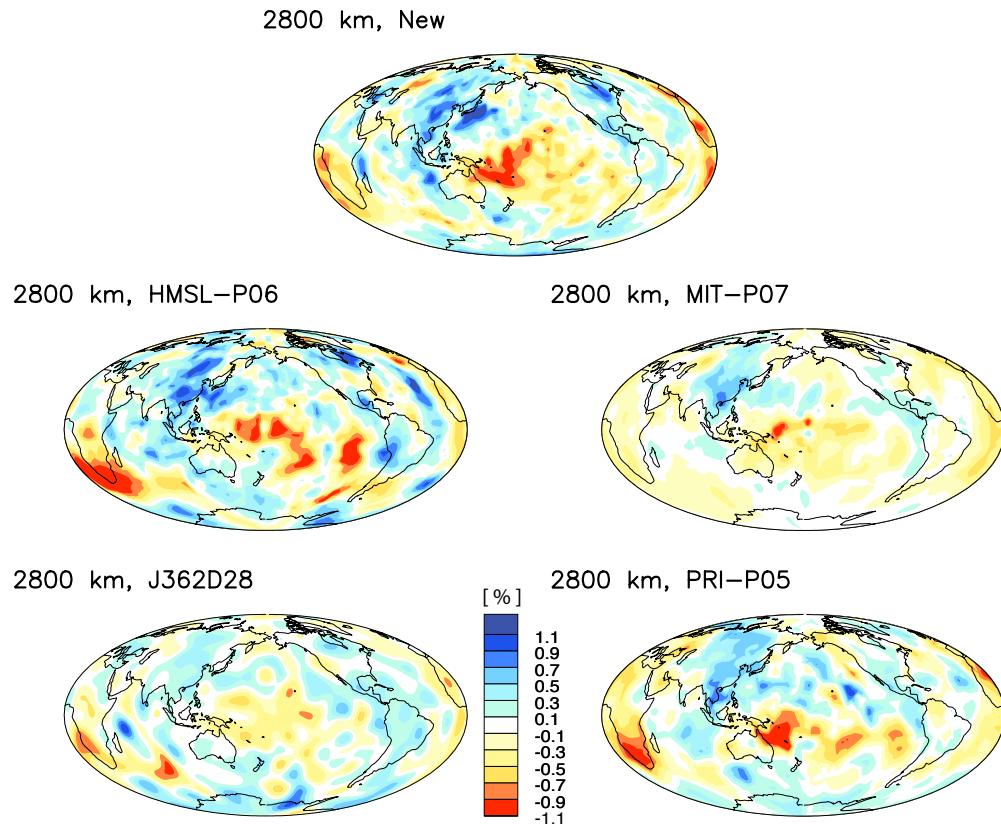 2800 km, New
2800 km, HMSL-P06
2800 km, MIT-P07
2800 km, J362D28
2800 km, PRI-P05
[%]
1.1
0.9
0.7
0.5
0.3
0.1
-0.1
-0.3
-0.5
-0.7
-0.9
-1.1